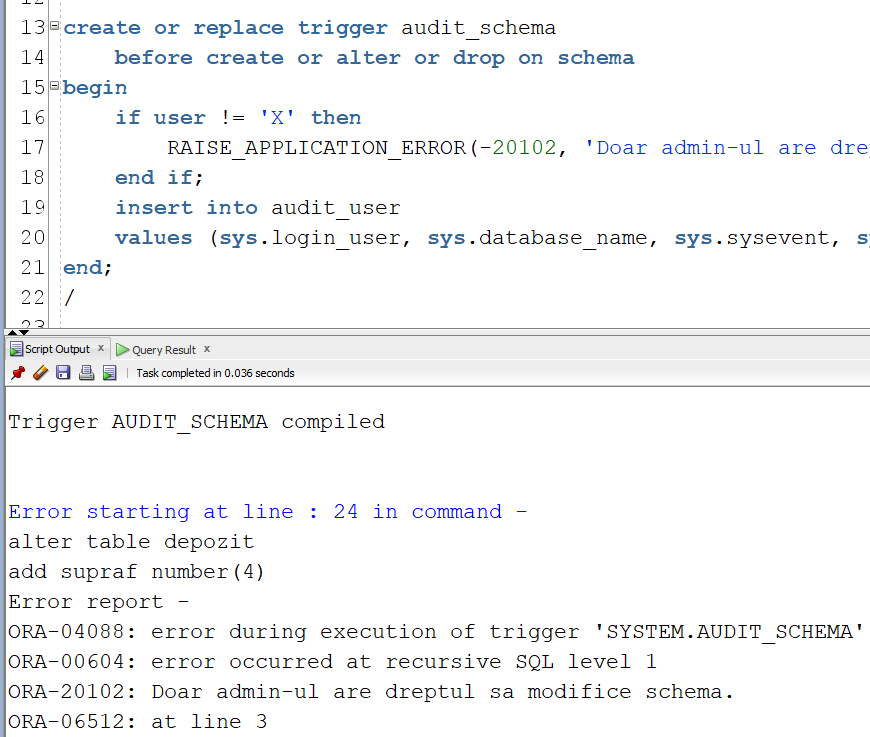 13 create or replace trigger audit_schema
14 before create or alter or drop on schema
15 begin
16 if user != 'X' then
17 RAISE_APPLICATION_ERROR(-20102, 'Doar admin-ul are
18 end if;
19 insert into audit_user
20 values (sys.login_user, sys.database_name, sys.sysevent,
21 end;
22 /
23
Script Output x Query Result x
Task completed in 0.036 seconds
Trigger AUDIT_SCHEMA compiled
Error starting at line : 24 in command -
alter table depozit
add supraf number(4)
Error report -
ORA-04088: error during execution of trigger 'SYSTEM.AUDIT_SCHEMA'
ORA-00604: error occurred at recursive SQL level 1
ORA-20102: Doar admin-ul are dreptul sa modifice schema.
ORA-06512: at line 3